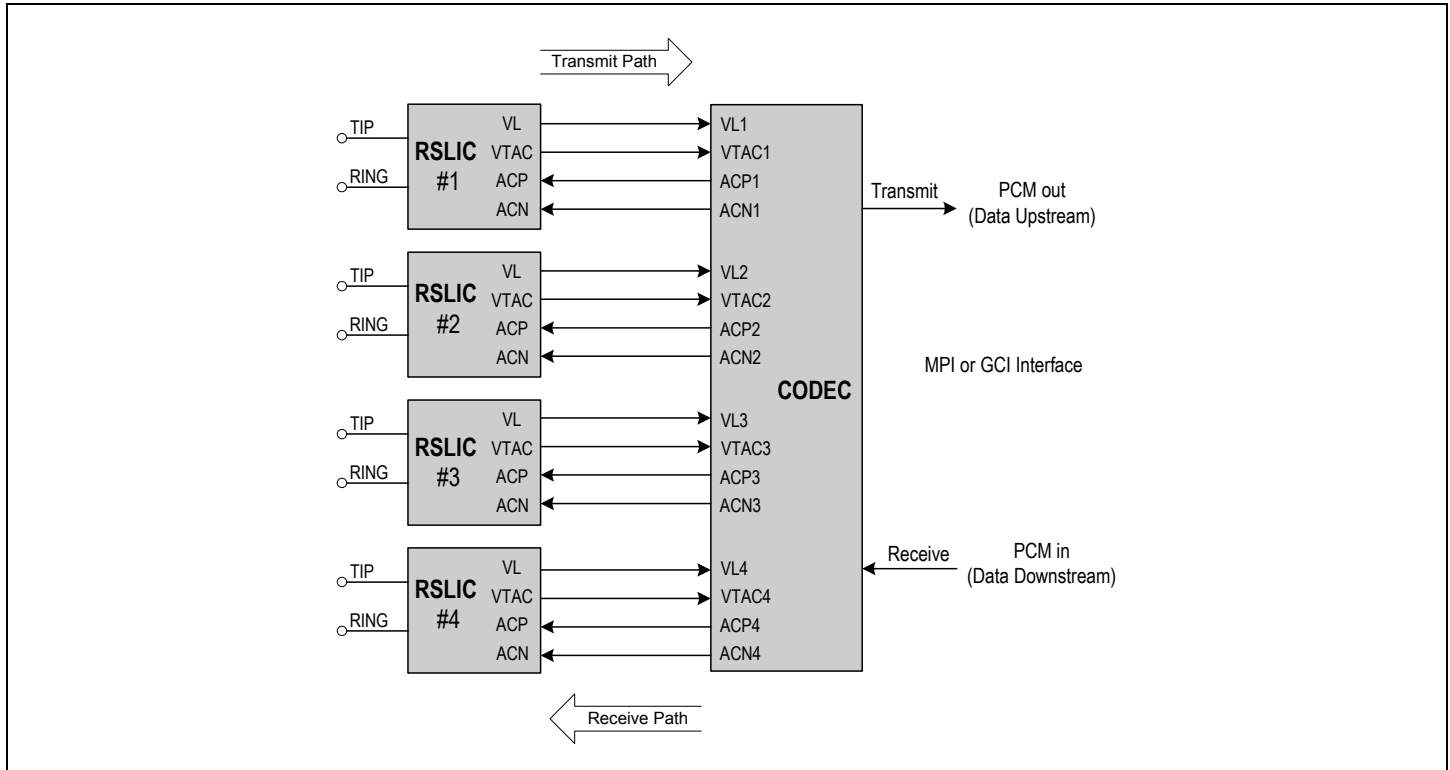 Transmit Path
TIP
RING
RSLIC
#1
VL
VTAC
ACP
ACN
VL1
VTAC1
ACP1
ACN1
TIP
RING
RSLIC
#2
VL
VTAC
ACP
ACN
VL2
VTAC2
ACP2
ACN2
TIP
RING
RSLIC
#3
VL
VTAC
ACP
ACN
VL3
VTAC3
ACP3
ACN3
TIP
RING
RSLIC
#4
VL
VTAC
ACP
ACN
VL4
VTAC4
ACP4
ACN4
CODEC
Transmit
PCM out
(Data Upstream)
MPI or GCI Interface
Receive
PCM in
(Data Downstream)
Receive Path